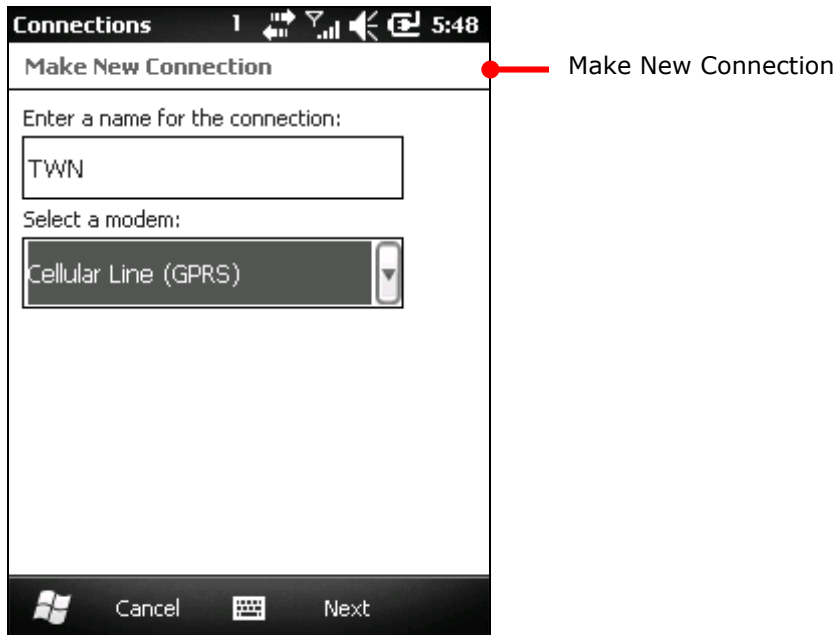 Connections 1 5:48
Make New Connection
Make New Connection
Enter a name for the connection:
TWN
Select a modem:
Cellular Line (GPRS)
Cancel Next